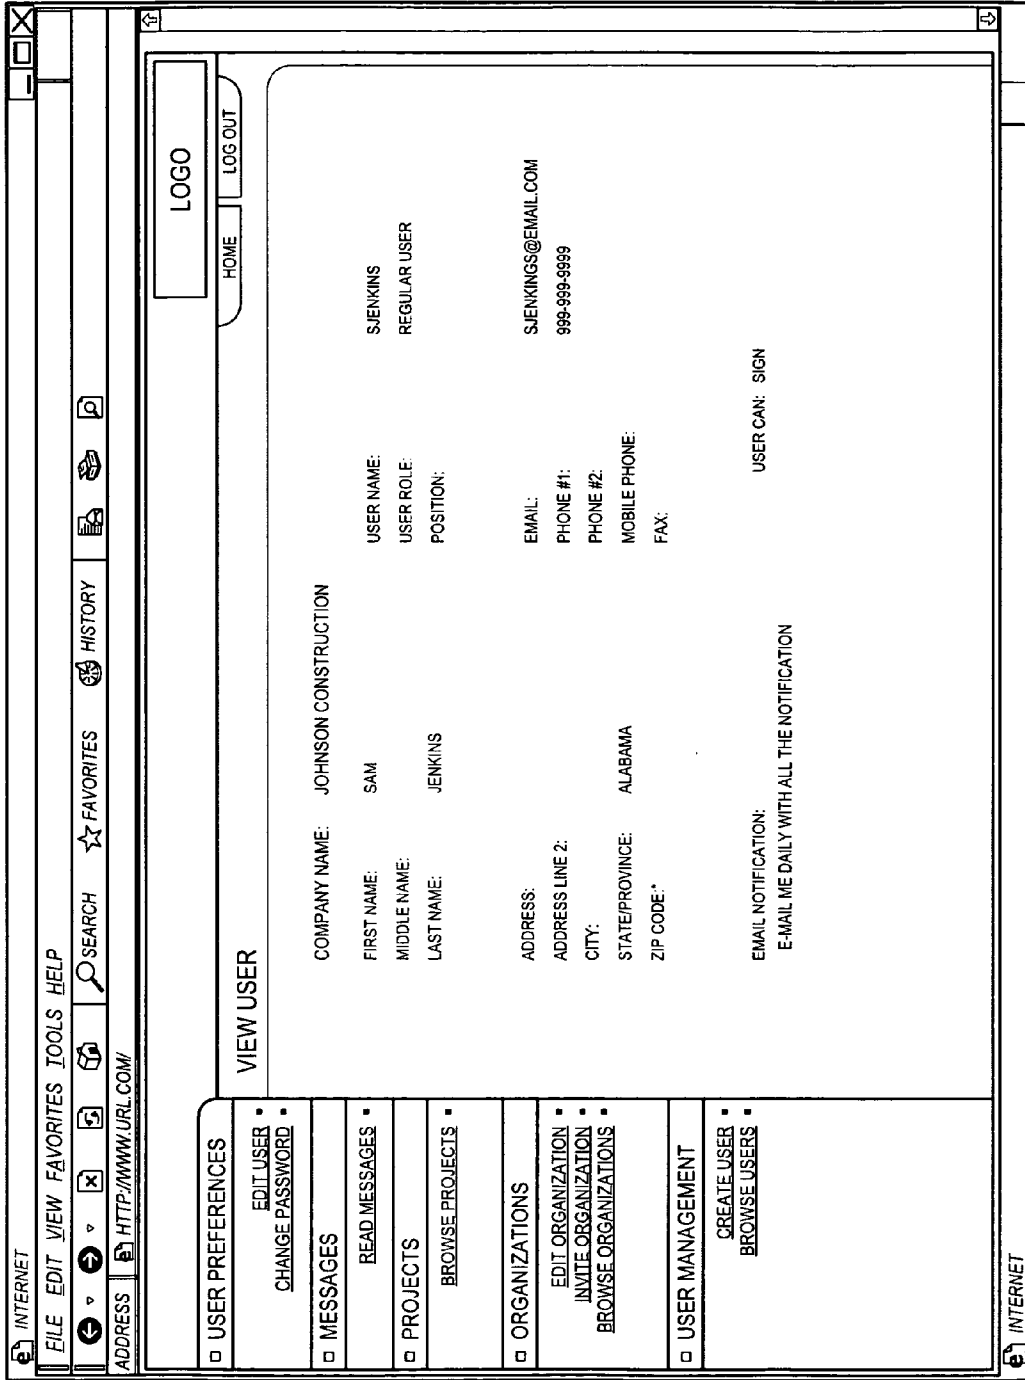 INTERNET
FILE EDIT VIEW FAVORITES TOOLS HELP
SEARCH FAVORITES HISTORY
ADDRESS HTTP://WWW.URL.COM/
LOGO
HOME LOG OUT
USER PREFERENCES
EDIT USER
CHANGE PASSWORD
MESSAGES
READ MESSAGES
PROJECTS
BROWSE PROJECTS
ORGANIZATIONS
EDIT ORGANIZATION
INVITE ORGANIZATION
BROWSE ORGANIZATIONS
USER MANAGEMENT
CREATE USER
BROWSE USERS
VIEW USER
COMPANY NAME: JOHNSON CONSTRUCTION
FIRST NAME: SAM USER NAME: SJENKINS
MIDDLE NAME: USER ROLE: REGULAR USER
LAST NAME: JENKINS POSITION:
ADDRESS: EMAIL: SJENKINGS@EMAIL.COM
ADDRESS LINE 2: PHONE #1: 999-999-9999
CITY: PHONE #2:
STATE/PROVINCE: ALABAMA MOBILE PHONE:
ZIP CODE:* FAX:
EMAIL NOTIFICATION: USER CAN: SIGN
E-MAIL ME DAILY WITH ALL THE NOTIFICATION
INTERNET